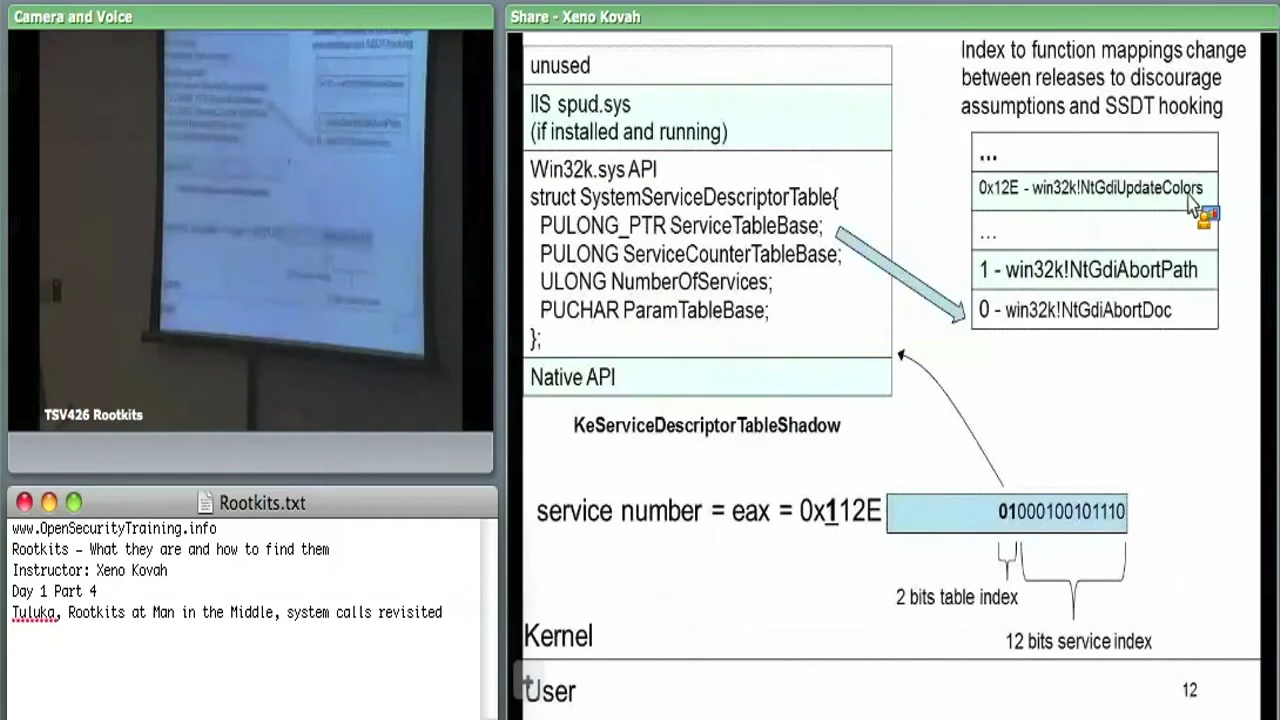 Camera and Voice
TSV426 Rootkits
Rootkits.txt
www.OpenSecurityTraining.info
Rootkits - What they are and how to find them
Instructor: Xeno Kovah
Day 1 Part 4
Tuluka, Rootkits at Man in the Middle, system calls revisited
Share - Xeno Kovah
unused
IIS spud.sys
(if installed and running)
Win32k.sys API
struct SystemServiceDescriptorTable{
PULONG_PTR ServiceTableBase;
PULONG ServiceCounterTableBase;
ULONG NumberOfServices;
PUCHAR ParamTableBase;
};
Native API
KeServiceDescriptorTableShadow
Index to function mappings change
between releases to discourage
assumptions and SSDT hooking
...
0x12E - win32k!NtGdiUpdateColors
...
1 - win32k!NtGdiAbortPath
0 - win32k!NtGdiAbortDoc
service number = eax = 0x112E
01000100101110
2 bits table index
12 bits service index
Kernel
User
12